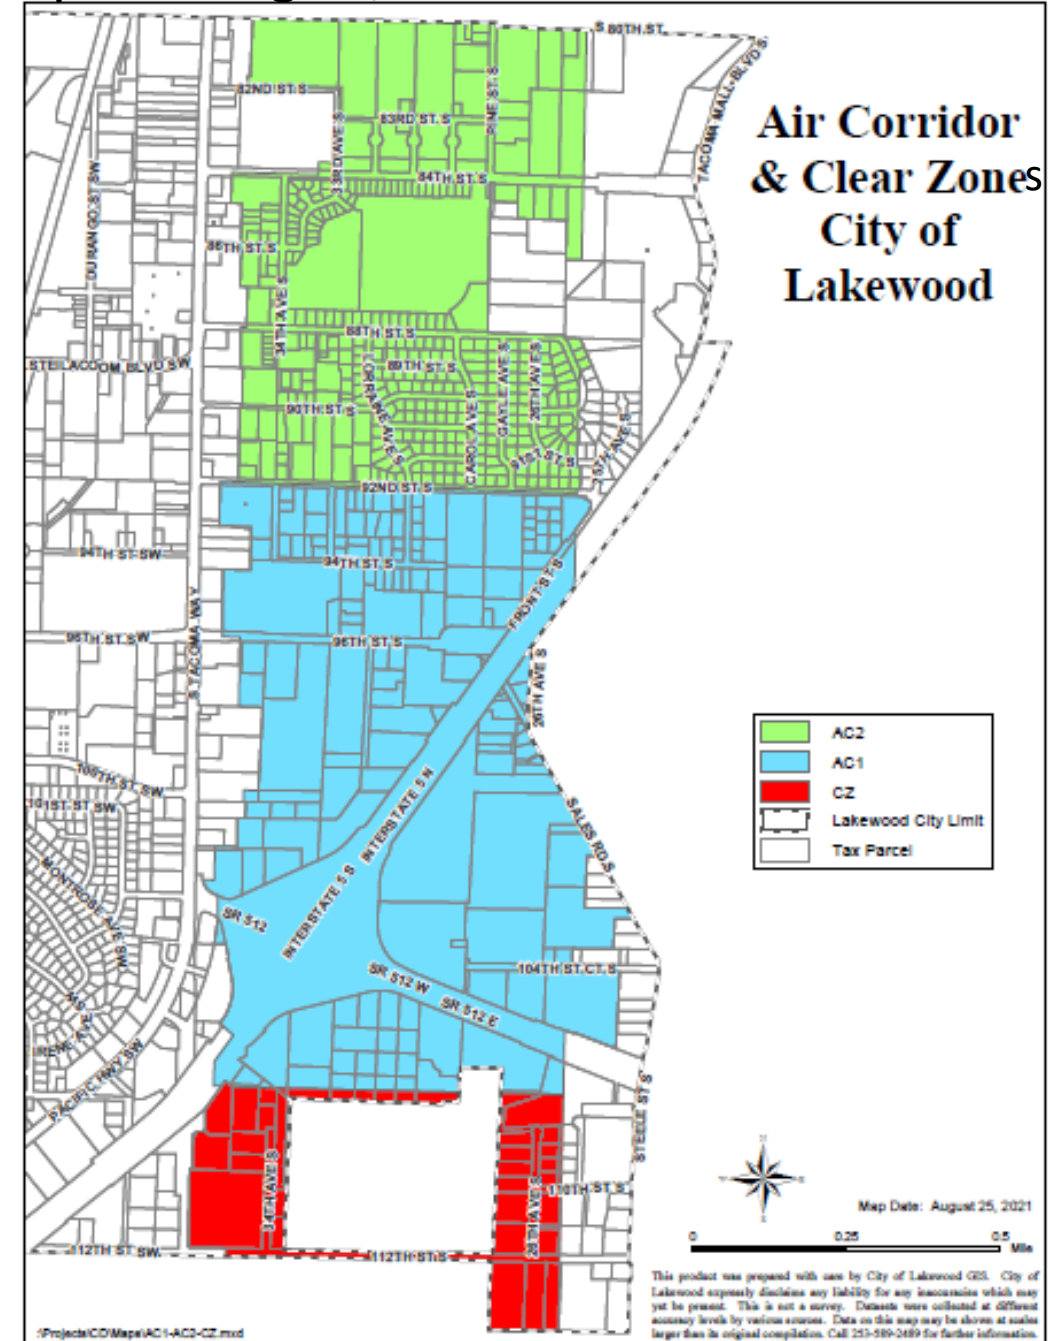 Air Corridor
& Clear Zones
City of
Lakewood
S 80TH ST
TACOMA MALL BLVD S
82ND ST S
83RD ST S
PINE ST S
33RD AVE S
84TH ST S
DURANGO ST SW
86TH ST S
34TH AVE S
88TH ST S
STEILACOOM BLVD SW
LORRAINE AVE S
89TH ST S
GAYLE AVE S
26TH AVE S
90TH ST S
CAROL AVE S
91ST ST S
25TH AVE S
92ND ST S
94TH ST SW
94TH ST S
FRONT ST S
S TACOMA WAY
96TH ST SW
96TH ST S
26TH AVE S
AC2
AC1
CZ
Lakewood City Limit
Tax Parcel
100TH ST SW
101ST ST SW
INTERSTATE 5 N
SALES RD S
MONTROSE AVE SW
INTERSTATE 5 S
SR 512
SR 512 W
104TH ST CT S
SR 512 E
IRENE AVE
PACIFIC HWY SW
STEELE ST S
34TH AVE S
110TH ST S
26TH AVE S
112TH ST SW
112TH ST S
Map Date: August 25, 2021
0 0.25 0.5
Mile
This product was prepared with care by City of Lakewood GIS. City of
Lakewood expressly disclaims any liability for any inaccuracies which may
yet be present. This is not a survey. Datasets were collected at different
accuracy levels by various sources. Data on this map may be shown at scales
larger than its original compilation. Call 253-589-2489 for further information.
:\Projects\CD\Maps\AC1-AC2-CZ.mxd